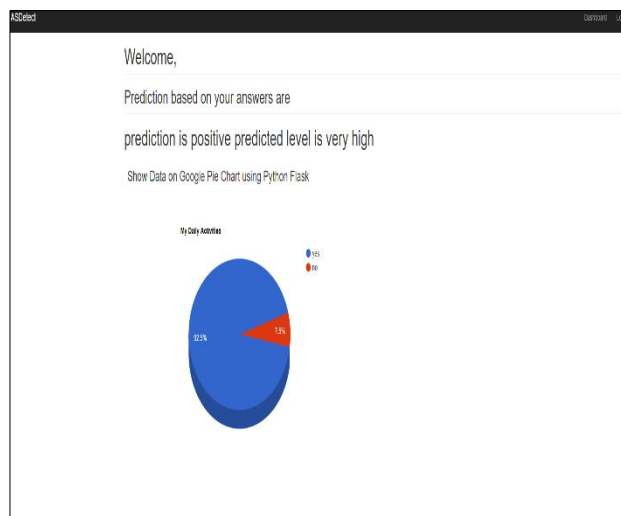 ASDetect
Dashboard Lo
Welcome,
Prediction based on your answers are
prediction is positive predicted level is very high
Show Data on Google Pie Chart using Python Flask
My Daily Activities
yes
no
92.5%
7.5%